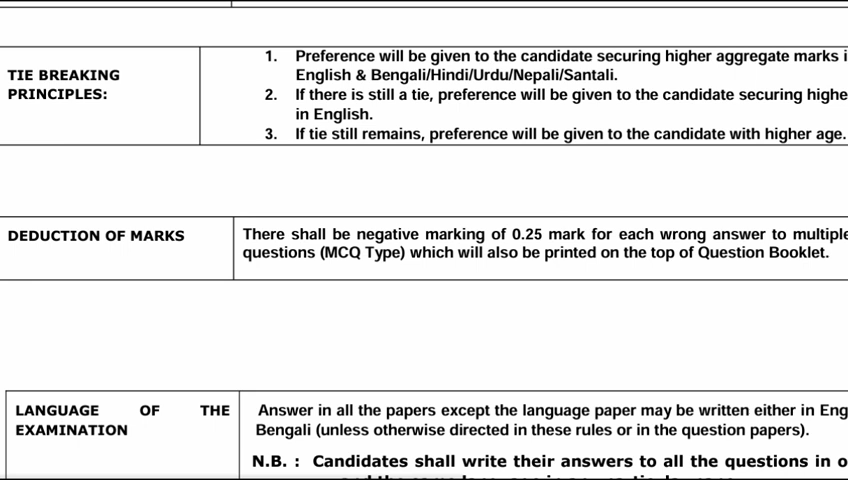 TIE BREAKING
PRINCIPLES:
1. Preference will be given to the candidate securing higher aggregate marks
English & Bengali/Hindi/Urdu/Nepali/Santali.
2. If there is still a tie, preference will be given to the candidate securing
in English.
3. If tie still remains, preference will be given to the candidate with higher age.
DEDUCTION OF MARKS
There shall be negative marking of 0.25 mark for each wrong answer to multiple
questions (MCQ Type) which will also be printed on the top of Question Booklet.
LANGUAGE OF THE
EXAMINATION
Answer in all the papers except the language paper may be written either in
Bengali (unless otherwise directed in these rules or in the question papers).
N.B. : Candidates shall write their answers to all the questions in